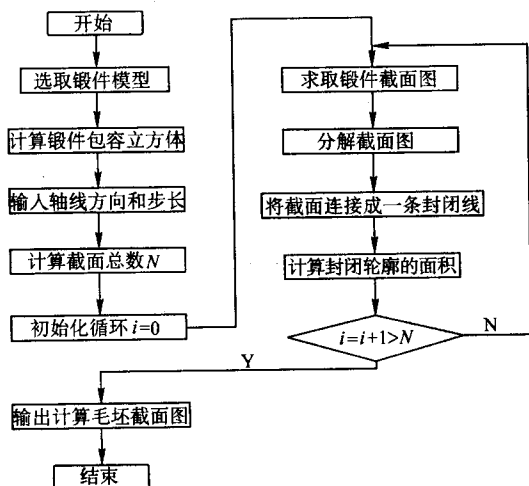 开始
选取锻件模型
计算锻件包容立方体
输入轴线方向和步长
计算截面总数N
初始化循环i=0
求取锻件截面图
分解截面图
将截面连接成一条封闭线
计算封闭轮廓的面积
i=i+1>N
N
Y
输出计算毛坯截面图
结束